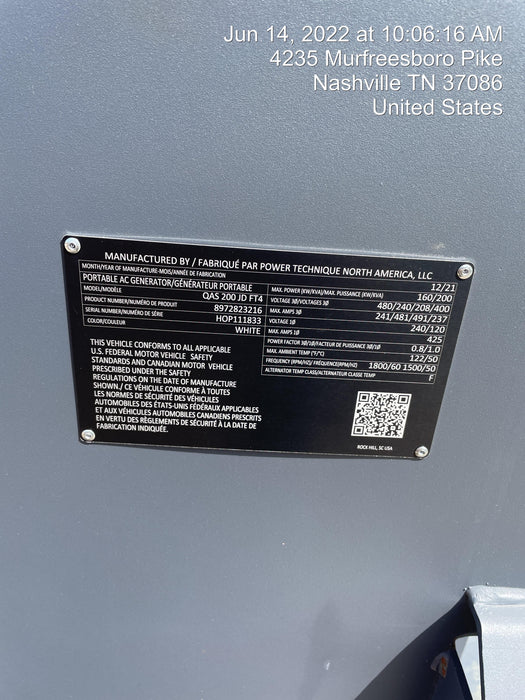 Jun 14, 2022 at 10:06:16 AM
4235 Murfreesboro Pike
Nashville TN 37086
United States
MANUFACTURED BY / FABRIQUÉ PAR POWER TECHNIQUE NORTH AMERICA, LLC
MONTH/YEAR OF MANUFACTURE-MOIS/ANNÉE DE FABRICATION 12/21
PORTABLE AC GENERATOR/GÉNÉRATEUR PORTABLE
MODEL/MODÈLE QAS 200 JD FT4
PRODUCT NUMBER/NUMÉRO DE PRODUIT 8972823216
SERIAL NUMBER/NUMÉRO DE SÉRIE HOP111833
COLOR/COULEUR WHITE
MAX. POWER (KW/KVA)/MAX. PUISSANCE (KW/KVA) 160/200
VOLTAGE 3Ø/VOLTAGES 3Ø 480/240/208/400
MAX. AMPS 3Ø 241/481/491/237
VOLTAGE 1Ø 240/120
MAX. AMPS 1Ø 425
POWER FACTOR 3Ø/1Ø/FACTEUR DE PUISSANCE 3Ø/1Ø 0.8/1.0
MAX. AMBIENT TEMP (°F/°C) 122/50
FREQUENCY (RPM/HZ)/ FRÉQUENCE(RPM/HZ) 1800/60 1500/50
ALTERNATOR TEMP CLASS/ALTERNATEUR CLASSE TEMP F
THIS VEHICLE CONFORMS TO ALL APPLICABLE
U.S. FEDERAL MOTOR VEHICLE SAFETY
STANDARDS AND CANADIAN MOTOR VEHICLE
PRESCRIBED UNDER THE SAFETY
REGULATIONS ON THE DATE OF MANUFACTURE
SHOWN./ CE VÉHICULE CONFORME À TOUTES
LES NORMES DE SÉCURITÉ DES VÉHICULES
AUTOMOBILES DES ÉTATS-UNIS FÉDÉRAUX APPLICABLES
ET AUX VÉHICULES AUTOMOBILES CANADIENS PRESCRITS
EN VERTU DES RÈGLEMENTS DE SÉCURITÉ À LA DATE DE
FABRICATION INDIQUÉE.
ROCK HILL, SC USA